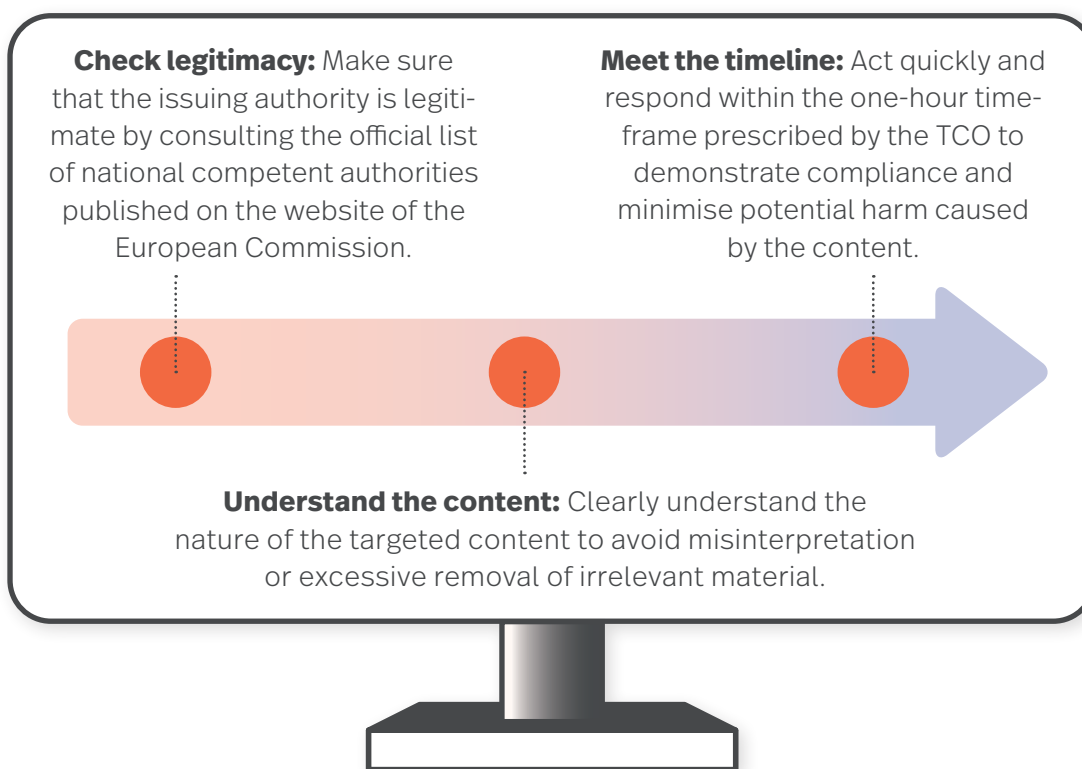 Check legitimacy: Make sure
that the issuing authority is legiti-
mate by consulting the official list
of national competent authorities
published on the website of the
European Commission.
Meet the timeline: Act quickly and
respond within the one-hour time-
frame prescribed by the TCO to
demonstrate compliance and
minimise potential harm caused
by the content.
Understand the content: Clearly understand the
nature of the targeted content to avoid misinterpretation
or excessive removal of irrelevant material.